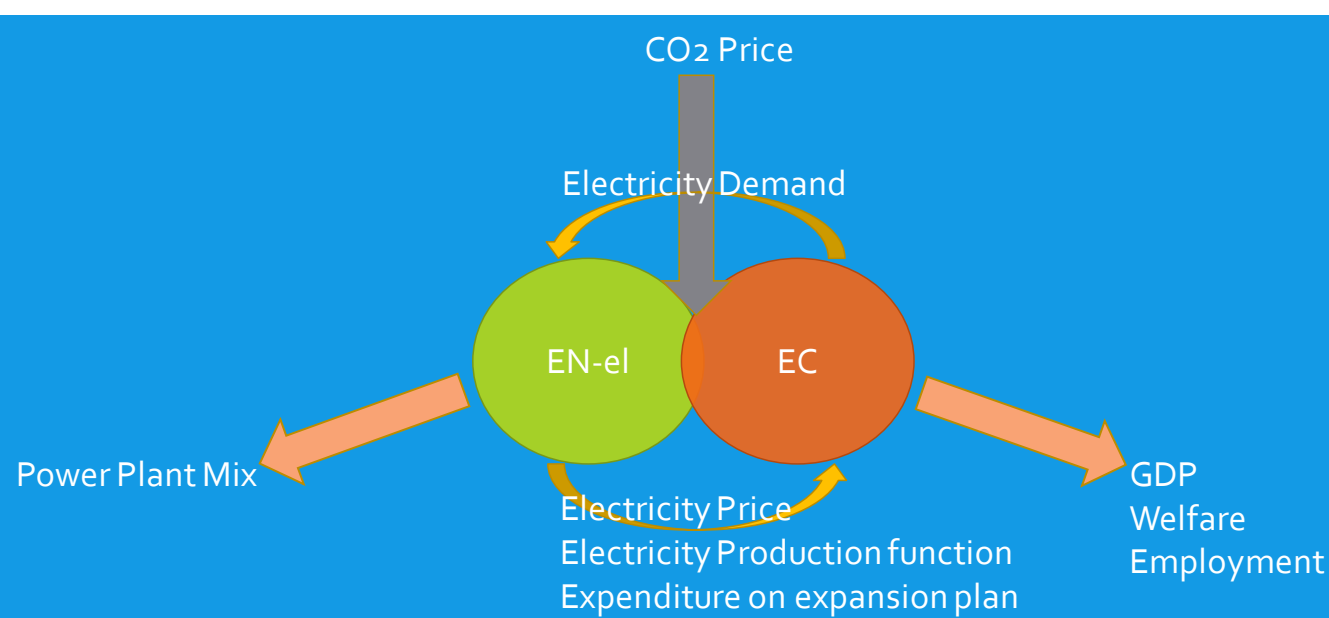 CO2 Price
Electricity Demand
EN-el
EC
Power Plant Mix
Electricity Price
Electricity Production function
Expenditure on expansion plan
GDP
Welfare
Employment